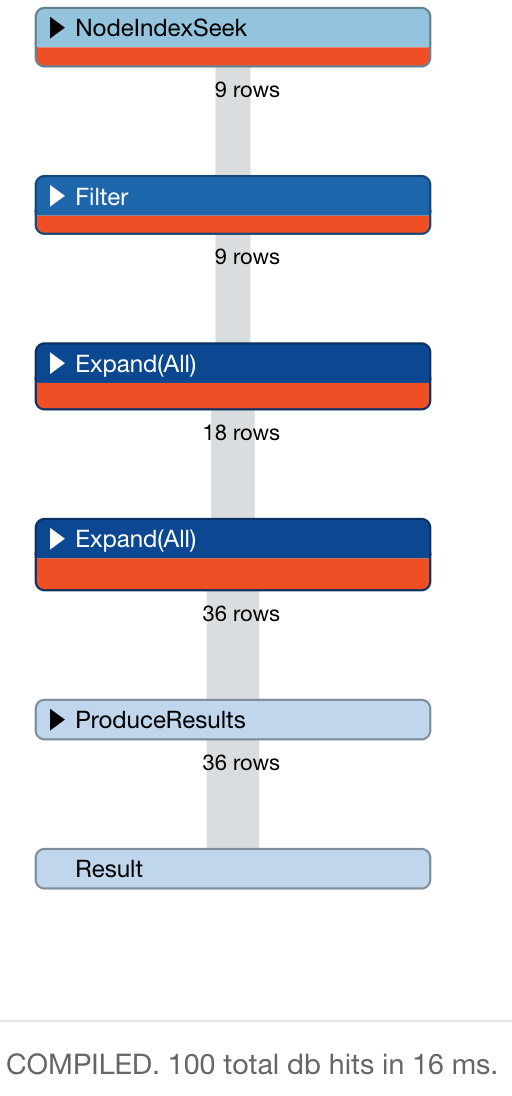 NodeIndexSeek
9 rows
Filter
9 rows
Expand(All)
18 rows
Expand(All)
36 rows
ProduceResults
36 rows
Result
COMPILED. 100 total db hits in 16 ms.